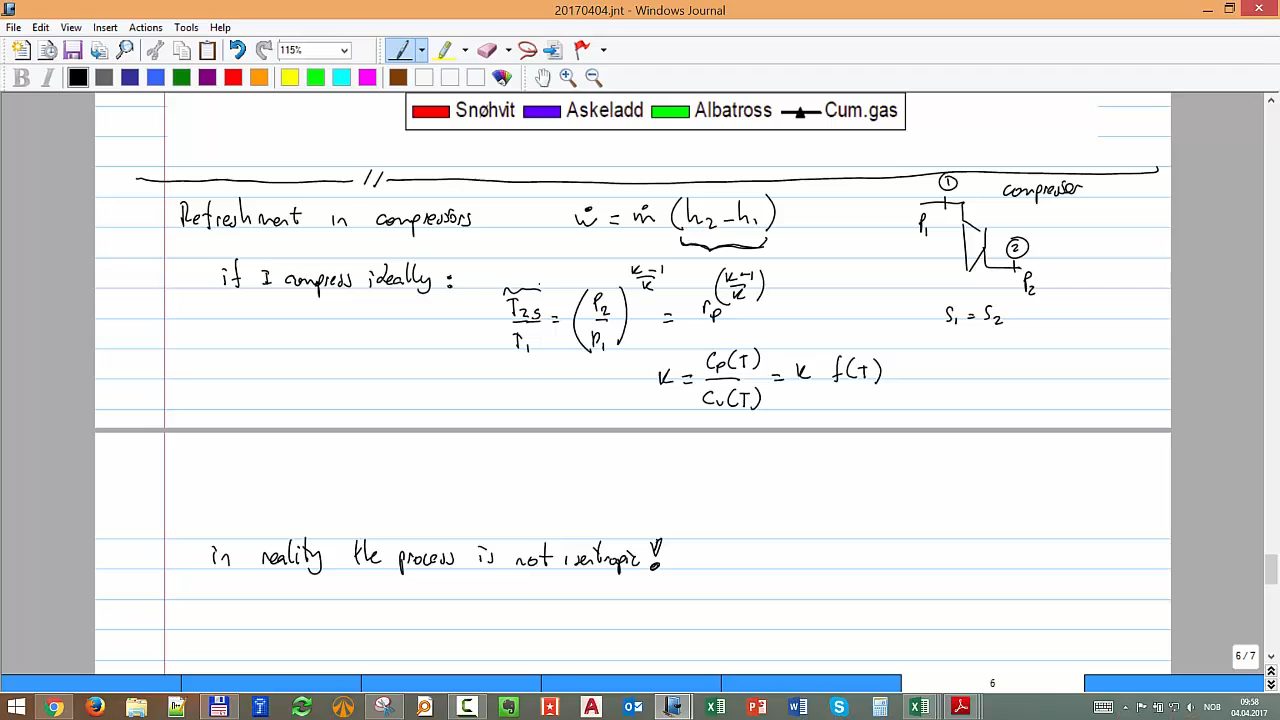 20170404.jnt - Windows Journal
File Edit View Insert Actions Tools Help
115%
B I
Snøhvit Askeladd Albatross Cum.gas
//
① compressor
Refreshment in compressors ẇ = ṁ (h₂ - h₁)
P₁
②
P₂
if I compress ideally : T₂s/T₁ = (P₂/P₁)^((k-1)/k) = rp^((k-1)/k)
S₁ = S₂
k = Cp(T)/Cv(T) = k f(T)
in reality the process is not isentropic!
6 / 7
6
NOB
09:58
04.04.2017